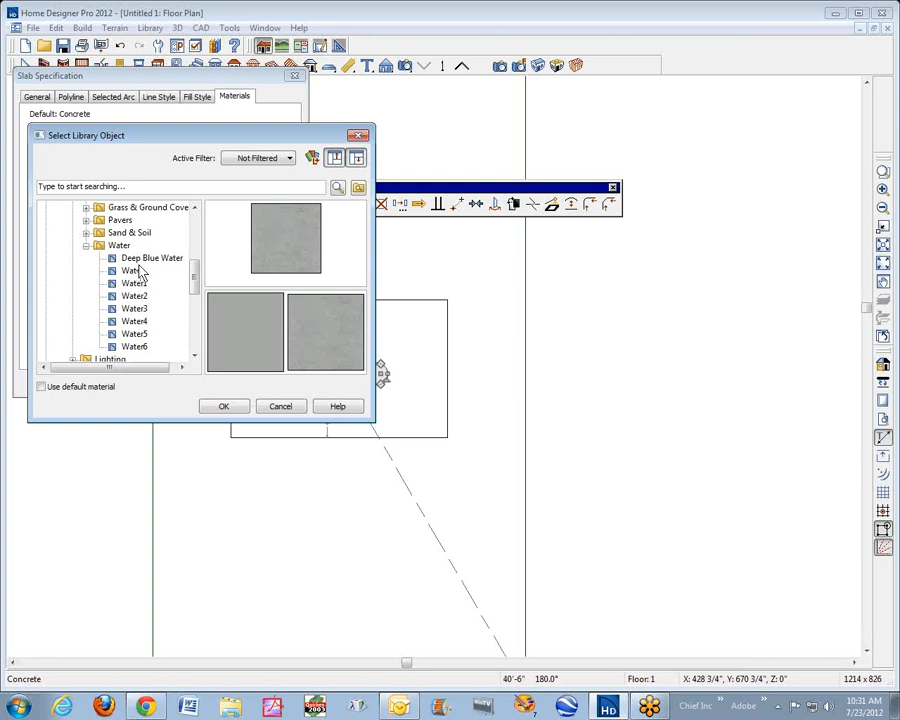 Home Designer Pro 2012 - [Untitled 1: Floor Plan]
File Edit Build Terrain Library 3D CAD Tools Window Help
Slab Specification
General Polyline Selected Arc Line Style Fill Style Materials
Default: Concrete
Select Library Object
Active Filter: Not Filtered
Type to start searching...
Grass & Ground Cove
Pavers
Sand & Soil
Water
Deep Blue Water
Water1
Water2
Water3
Water4
Water5
Water6
Lighting
Use default material
OK Cancel Help
Concrete 40'-6" 180.0° Floor: 1 X: 428 3/4", Y: 670 3/4", Z: 0" 1214 x 826
Chief Inc Adobe
10:31 AM
7/23/2012